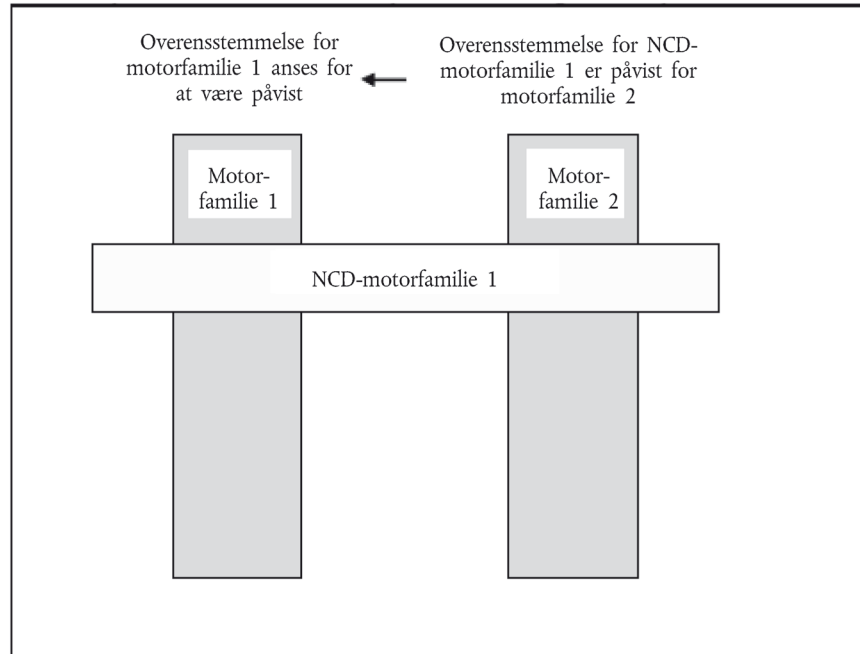 Overensstemmelse for
motorfamilie 1 anses for
at være påvist
Overensstemmelse for NCD-
motorfamilie 1 er påvist for
motorfamilie 2
Motor-
familie 1
Motor-
familie 2
NCD-motorfamilie 1